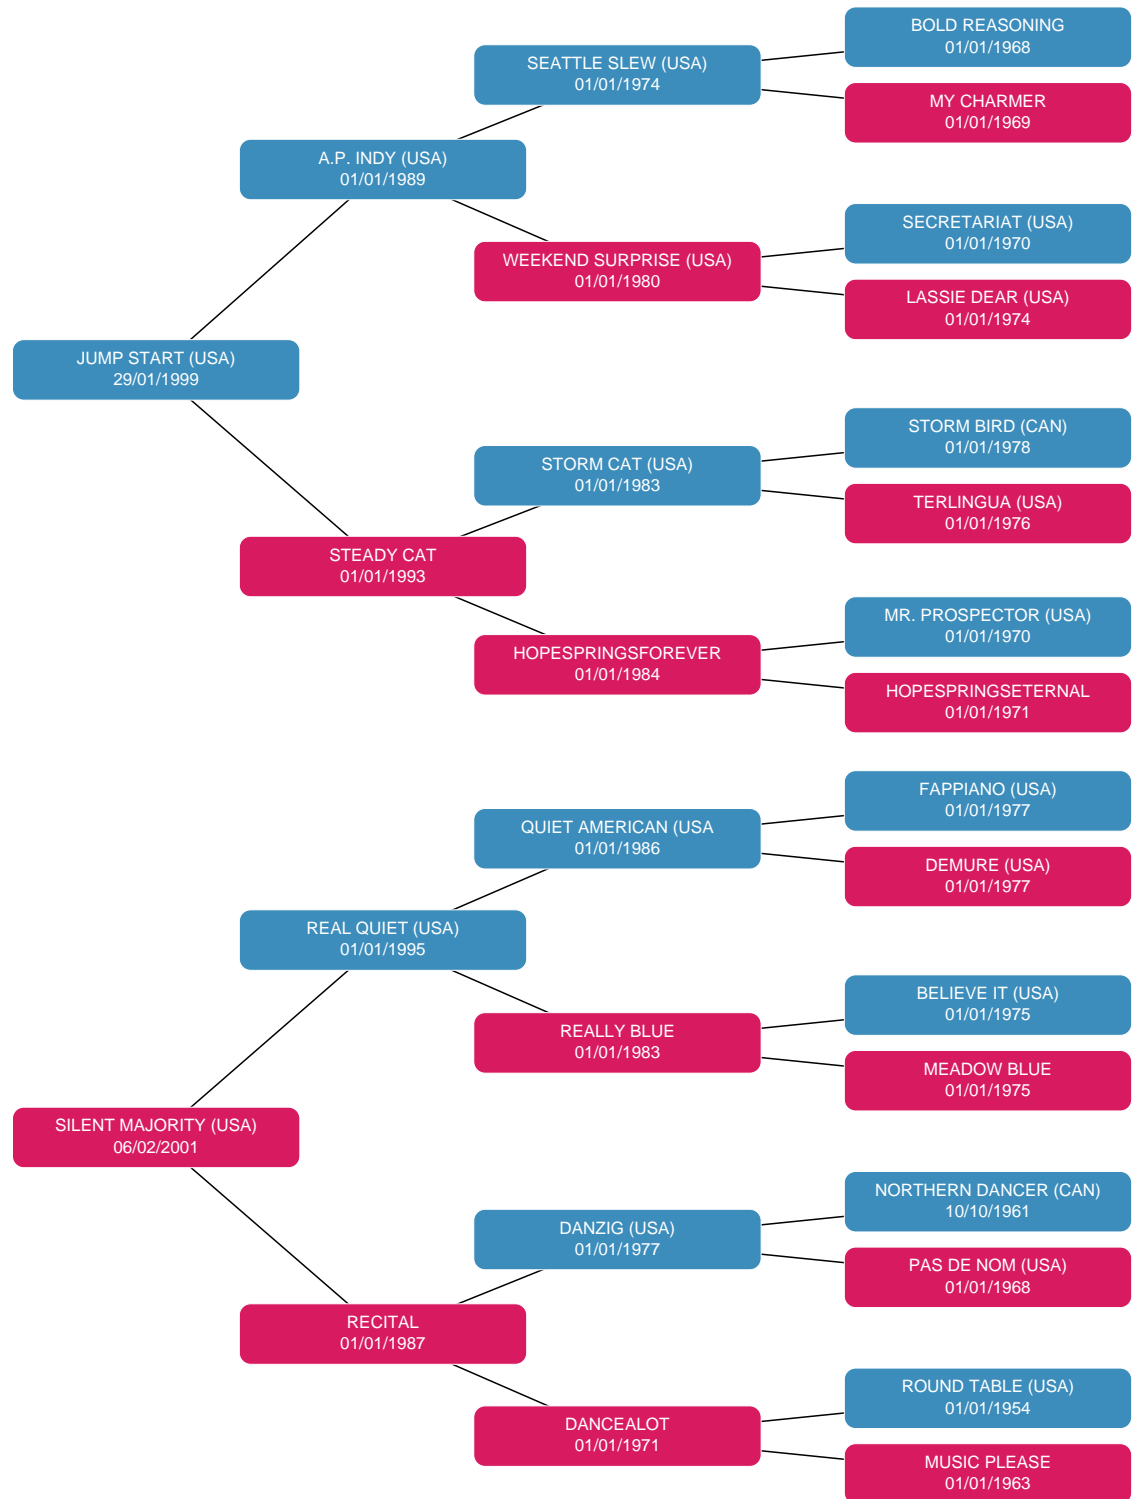 BOLD REASONING
01/01/1968
SEATTLE SLEW (USA)
01/01/1974
MY CHARMER
01/01/1969
A.P. INDY (USA)
01/01/1989
SECRETARIAT (USA)
01/01/1970
WEEKEND SURPRISE (USA)
01/01/1980
LASSIE DEAR (USA)
01/01/1974
JUMP START (USA)
29/01/1999
STORM BIRD (CAN)
01/01/1978
STORM CAT (USA)
01/01/1983
TERLINGUA (USA)
01/01/1976
STEADY CAT
01/01/1993
MR. PROSPECTOR (USA)
01/01/1970
HOPESPRINGSFOREVER
01/01/1984
HOPESPRINGSETERNAL
01/01/1971
FAPPIANO (USA)
01/01/1977
QUIET AMERICAN (USA
01/01/1986
DEMURE (USA)
01/01/1977
REAL QUIET (USA)
01/01/1995
BELIEVE IT (USA)
01/01/1975
REALLY BLUE
01/01/1983
MEADOW BLUE
01/01/1975
SILENT MAJORITY (USA)
06/02/2001
NORTHERN DANCER (CAN)
10/10/1961
DANZIG (USA)
01/01/1977
PAS DE NOM (USA)
01/01/1968
RECITAL
01/01/1987
ROUND TABLE (USA)
01/01/1954
DANCEALOT
01/01/1971
MUSIC PLEASE
01/01/1963